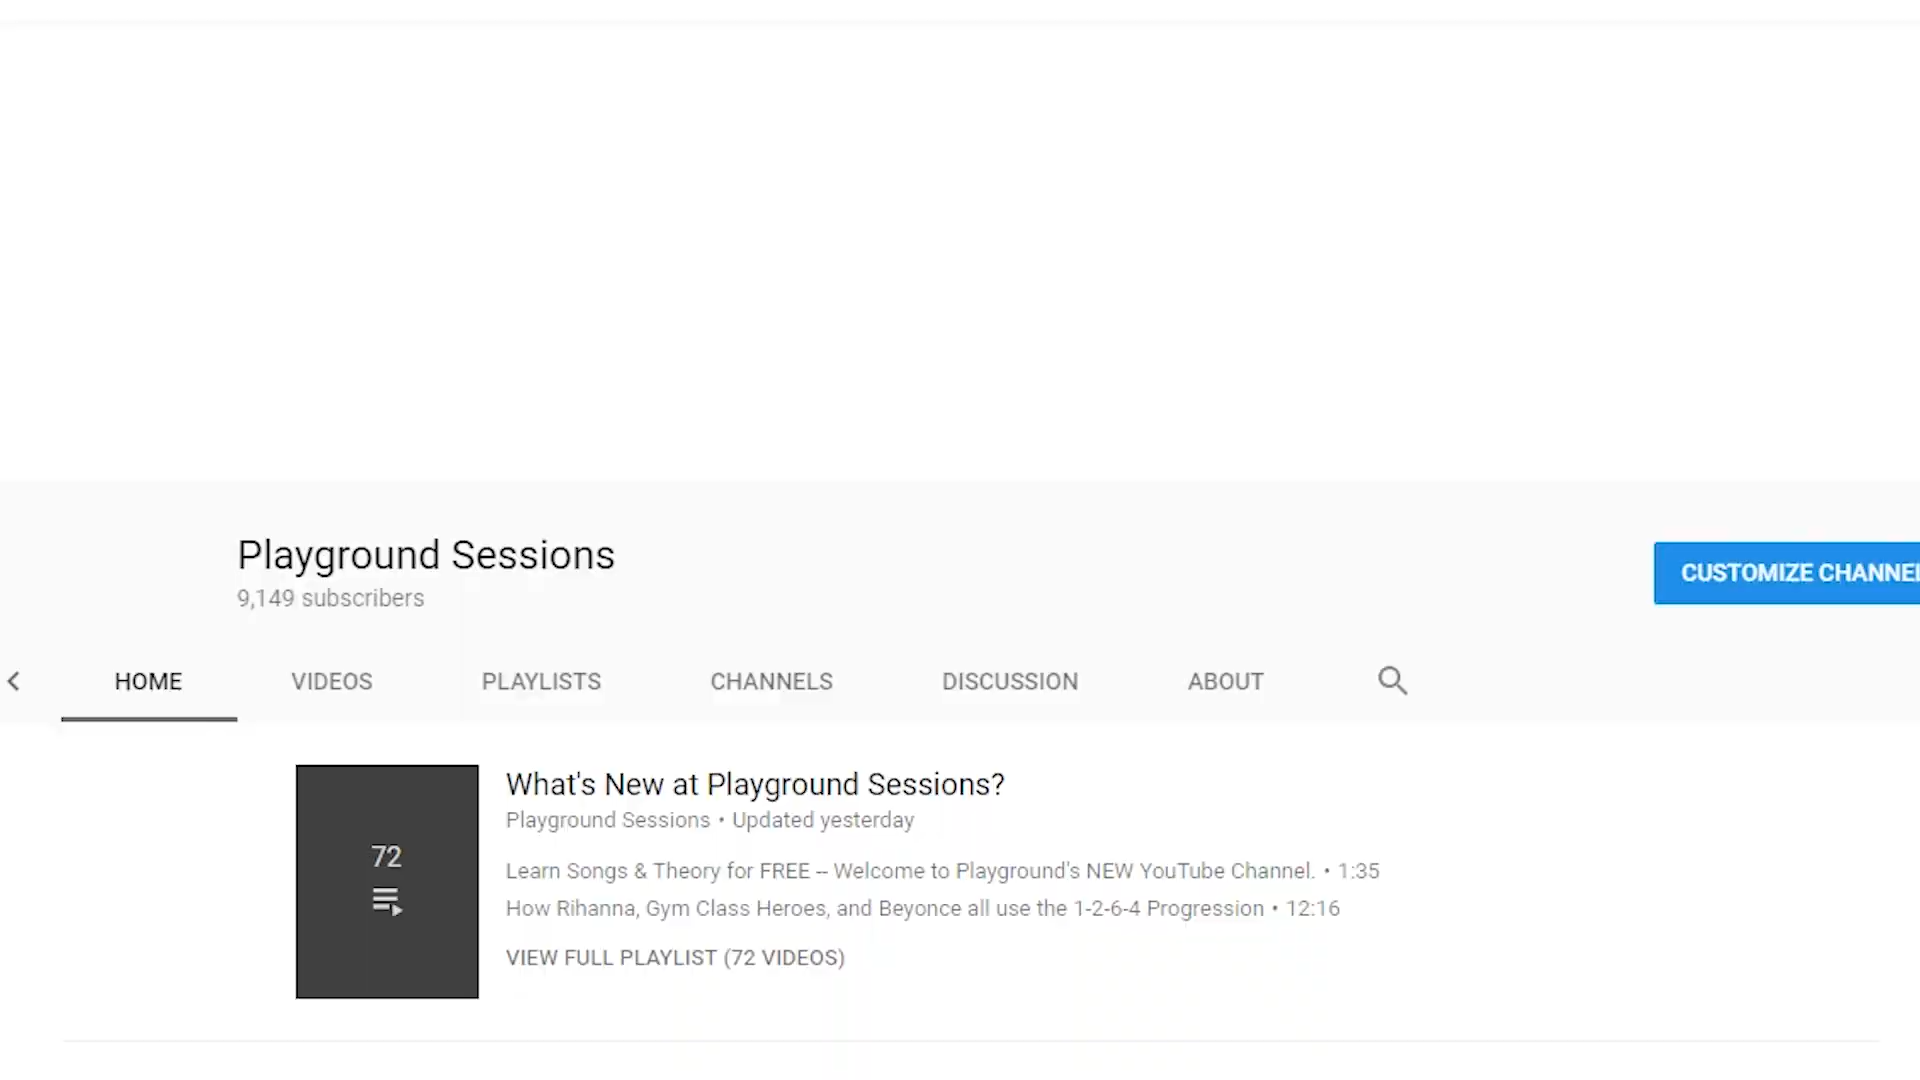 Playground Sessions
9,149 subscribers
CUSTOMIZE CHANNEL
HOME VIDEOS PLAYLISTS CHANNELS DISCUSSION ABOUT
72
What's New at Playground Sessions?
Playground Sessions • Updated yesterday
Learn Songs & Theory for FREE -- Welcome to Playground's NEW YouTube Channel. • 1:35
How Rihanna, Gym Class Heroes, and Beyonce all use the 1-2-6-4 Progression • 12:16
VIEW FULL PLAYLIST (72 VIDEOS)